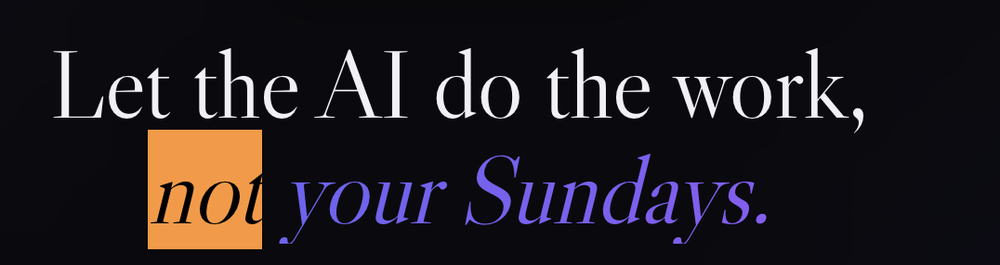 Let the AI do the work,
not your Sundays.